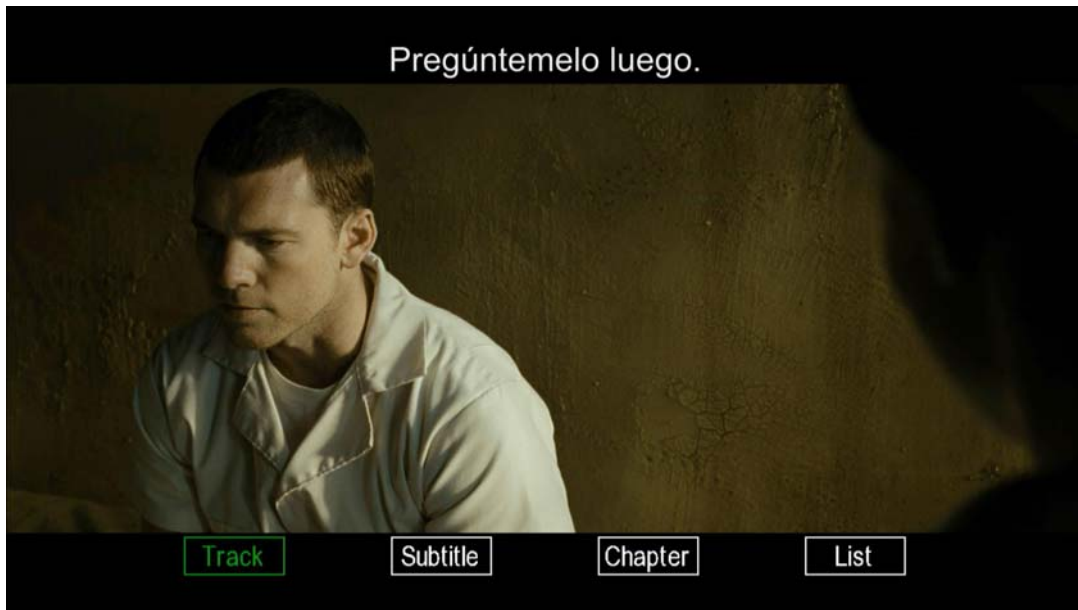 Pregúntemelo luego.
Track
Subtitle
Chapter
List